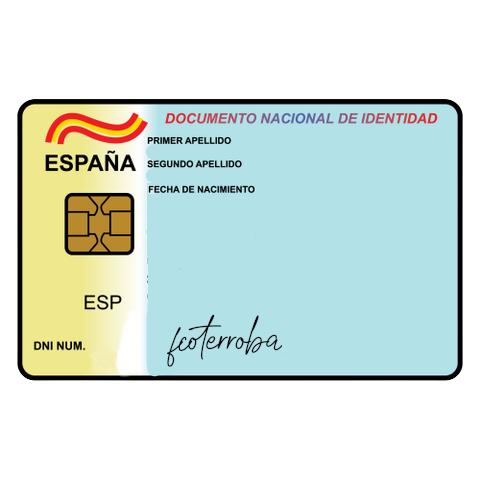 DOCUMENTO NACIONAL DE IDENTIDAD
PRIMER APELLIDO
ESPAÑA
SEGUNDO APELLIDO
FECHA DE NACIMIENTO
ESP
DNI NUM.
fcoterroba